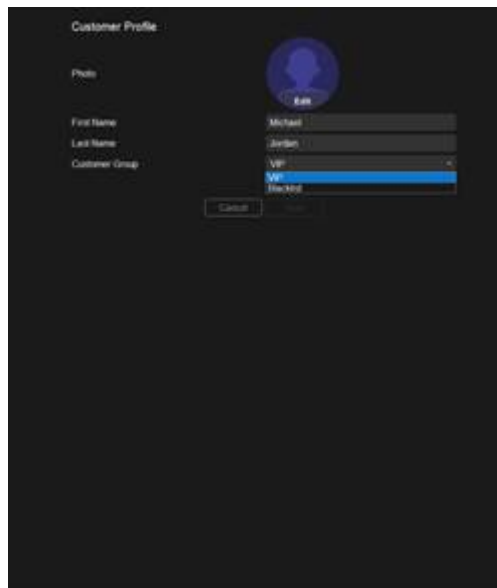 Customer Profile
Photo
Edit
First Name
Michael
Last Name
Jordan
Customer Group
VIP
VIP
Blacklist
Cancel